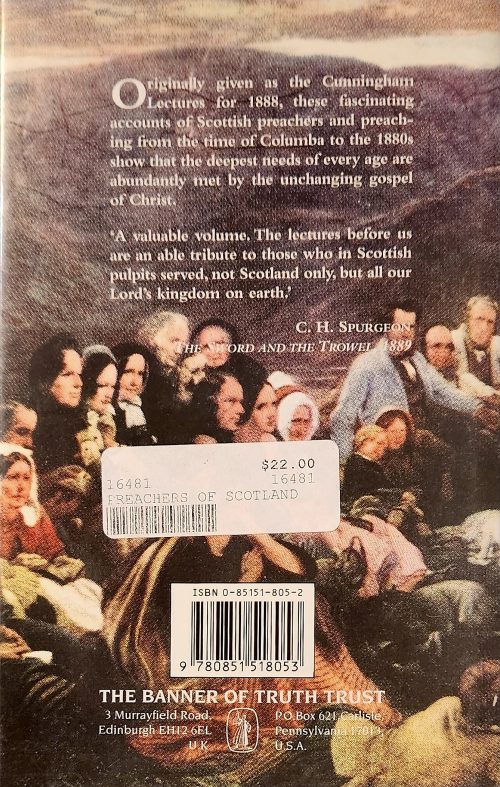 Originally given as the Cunningham
Lectures for 1888, these fascinating
accounts of Scottish preachers and preach-
ing from the time of Columba to the 1880s
show that the deepest needs of every age are
abundantly met by the unchanging gospel
of Christ.
‘A valuable volume. The lectures before us
are an able tribute to those who in Scottish
pulpits served, not Scotland only, but all our
Lord’s kingdom on earth.’
C. H. SPURGEON
THE SWORD AND THE TROWEL, 1889
$22.00
16481 16481
PREACHERS OF SCOTLAND
ISBN 0-85151-805-2
9 780851 518053
THE BANNER OF TRUTH TRUST
3 Murrayfield Road, P.O. Box 621, Carlisle,
Edinburgh EH12 6EL Pennsylvania 17013,
U K U.S.A.